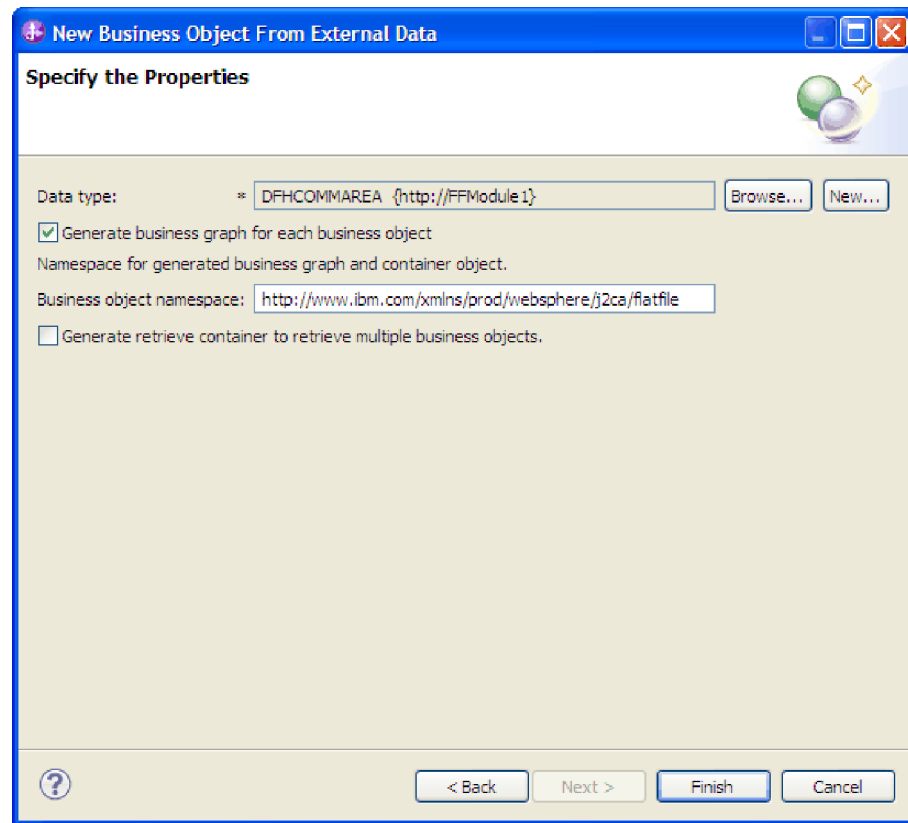 New Business Object From External Data
Specify the Properties
Data type: * DFHCOMMAREA {http://FFModule1} Browse... New...
Generate business graph for each business object
Namespace for generated business graph and container object.
Business object namespace: http://www.ibm.com/xmlns/prod/websphere/j2ca/flatfile
Generate retrieve container to retrieve multiple business objects.
? < Back Next > Finish Cancel